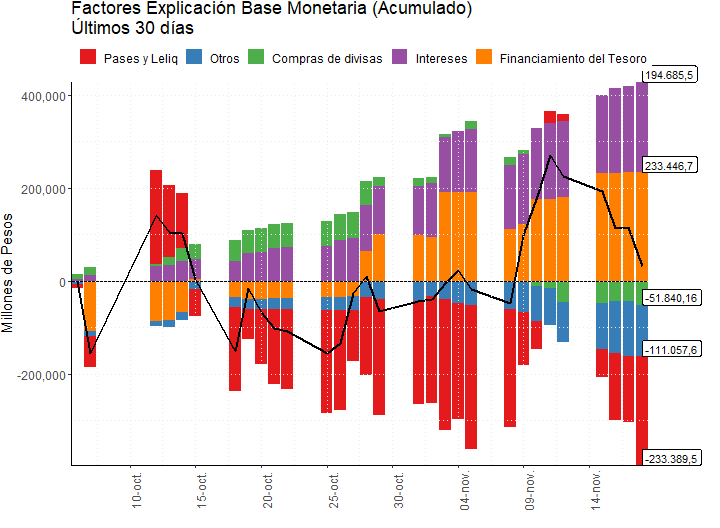 Factores Explicación Base Monetaria (Acumulado)
Últimos 30 días
Pases y Leliq Otros Compras de divisas Intereses Financiamiento del Tesoro
Millones de Pesos
400,000
200,000
0
-200,000
194.685,5
233.446,7
-51.840,16
-111.057,6
-233.389,5
10-oct.
15-oct.
20-oct.
25-oct.
30-oct.
04-nov.
09-nov.
14-nov.